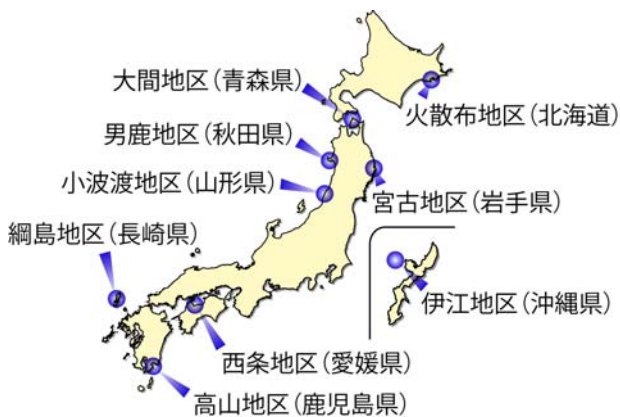 大間地区(青森県)
火散布地区(北海道)
男鹿地区(秋田県)
小波渡地区(山形県)
宮古地区(岩手県)
綱島地区(長崎県)
伊江地区(沖縄県)
西条地区(愛媛県)
高山地区(鹿児島県)